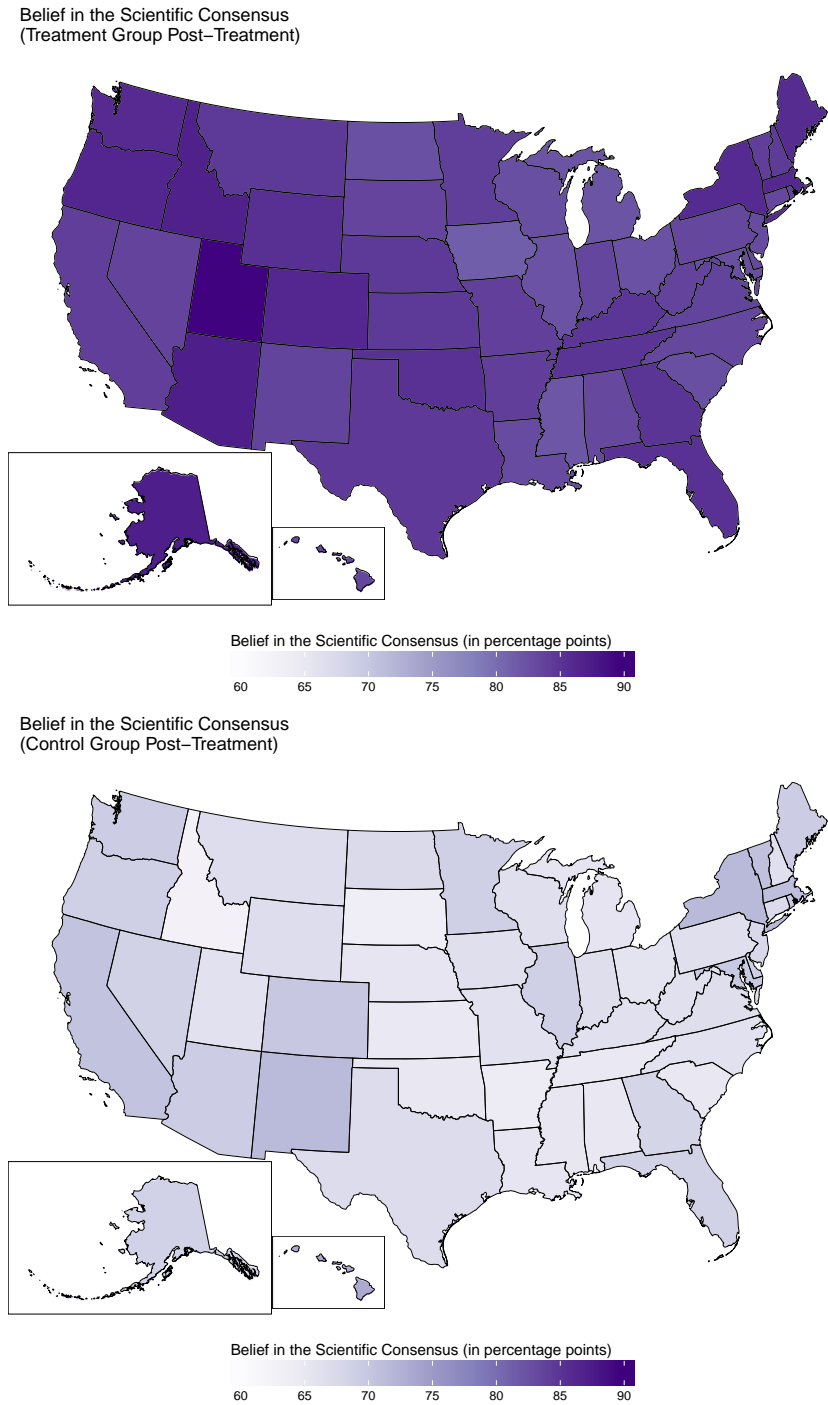 Belief in the Scientific Consensus
(Treatment Group Post−Treatment)
Belief in the Scientific Consensus (in percentage points)
60 65 70 75 80 85 90
Belief in the Scientific Consensus
(Control Group Post−Treatment)
Belief in the Scientific Consensus (in percentage points)
60 65 70 75 80 85 90